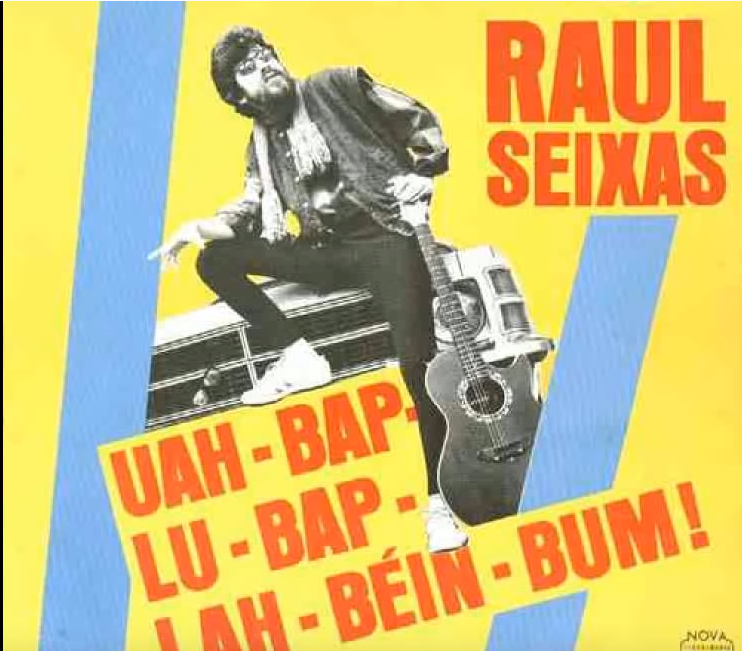 RAUL
SEIXAS
UAH-BAP-
LU-BAP-
LAH-BÉIN-BUM!
NOVA